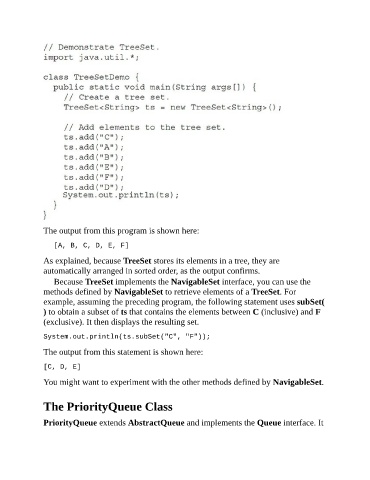 // Demonstrate TreeSet.
import java.util.*;
class TreeSetDemo {
public static void main(String args[]) {
// Create a tree set.
TreeSet<String> ts = new TreeSet<String>();
// Add elements to the tree set.
ts.add("C");
ts.add("A");
ts.add("B");
ts.add("E");
ts.add("F");
ts.add("D");
System.out.println(ts);
}
}
The output from this program is shown here:
[A, B, C, D, E, F]
As explained, because TreeSet stores its elements in a tree, they are
automatically arranged in sorted order, as the output confirms.
Because TreeSet implements the NavigableSet interface, you can use the
methods defined by NavigableSet to retrieve elements of a TreeSet. For
example, assuming the preceding program, the following statement uses subSet(
) to obtain a subset of ts that contains the elements between C (inclusive) and F
(exclusive). It then displays the resulting set.
System.out.println(ts.subSet("C", "F"));
The output from this statement is shown here:
[C, D, E]
You might want to experiment with the other methods defined by NavigableSet.
The PriorityQueue Class
PriorityQueue extends AbstractQueue and implements the Queue interface. It